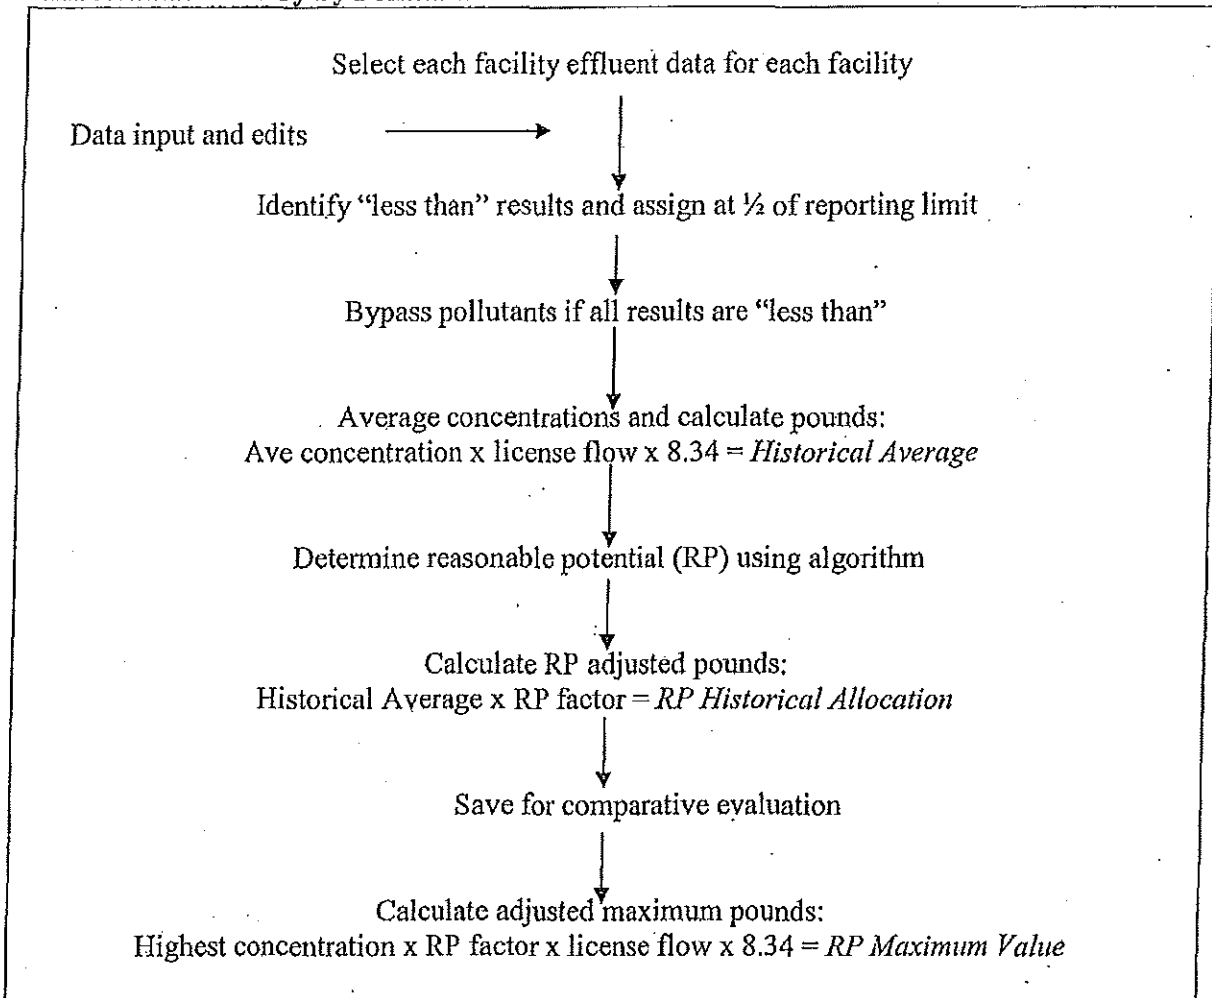 Select each facility effluent data for each facility
Data input and edits
Identify “less than” results and assign at ½ of reporting limit
Bypass pollutants if all results are “less than”
Average concentrations and calculate pounds:
Ave concentration x license flow x 8.34 = Historical Average
Determine reasonable potential (RP) using algorithm
Calculate RP adjusted pounds:
Historical Average x RP factor = RP Historical Allocation
Save for comparative evaluation
Calculate adjusted maximum pounds:
Highest concentration x RP factor x license flow x 8.34 = RP Maximum Value